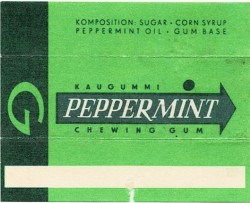 KOMPOSITION: SUGAR · CORN SYRUP
PEPPERMINT OIL · GUM BASE
KAUGUMMI
G
PEPPERMINT
CHEWING GUM